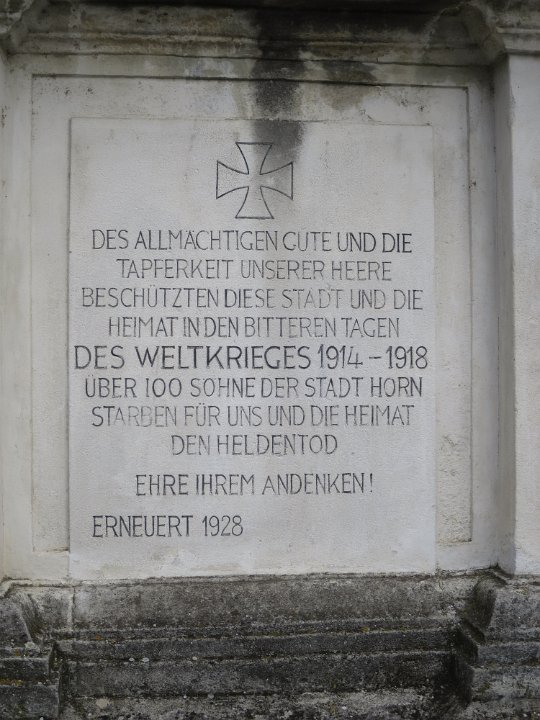 DES ALLMÄCHTIGEN GUTE UND DIE
TAPFERKEIT UNSERER HEERE
BESCHÜTZTEN DIESE STADT UND DIE
HEIMAT IN DEN BITTEREN TAGEN
DES WELTKRIEGES 1914-1918
ÜBER 100 SOHNE DER STADT HORN
STARBEN FÜR UNS UND DIE HEIMAT
DEN HELDENTOD
EHRE IHREM ANDENKEN!
ERNEUERT 1928